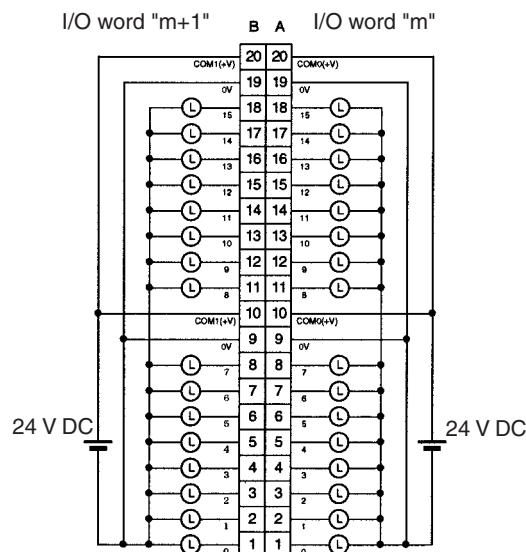 I/O word "m+1" B A I/O word "m"
20 20
COM1(+V) COM0(+V)
19 19
0V 0V
L 18 18 L
15 15
L 17 17 L
14 14
L 16 16 L
13 13
L 15 15 L
12 12
L 14 14 L
11 11
L 13 13 L
10 10
L 12 12 L
9 9
L 11 11 L
8 8
10 10
COM1(+V) COM0(+V)
9 9
0V 0V
L 8 8 L
7 7
L 7 7 L
6 6
L 6 6 L
5 5
24 V DC L 5 5 L 24 V DC
4 4
L 4 4 L
3 3
L 3 3 L
2 2
L 2 2 L
1 1
L 1 1 L
0 0